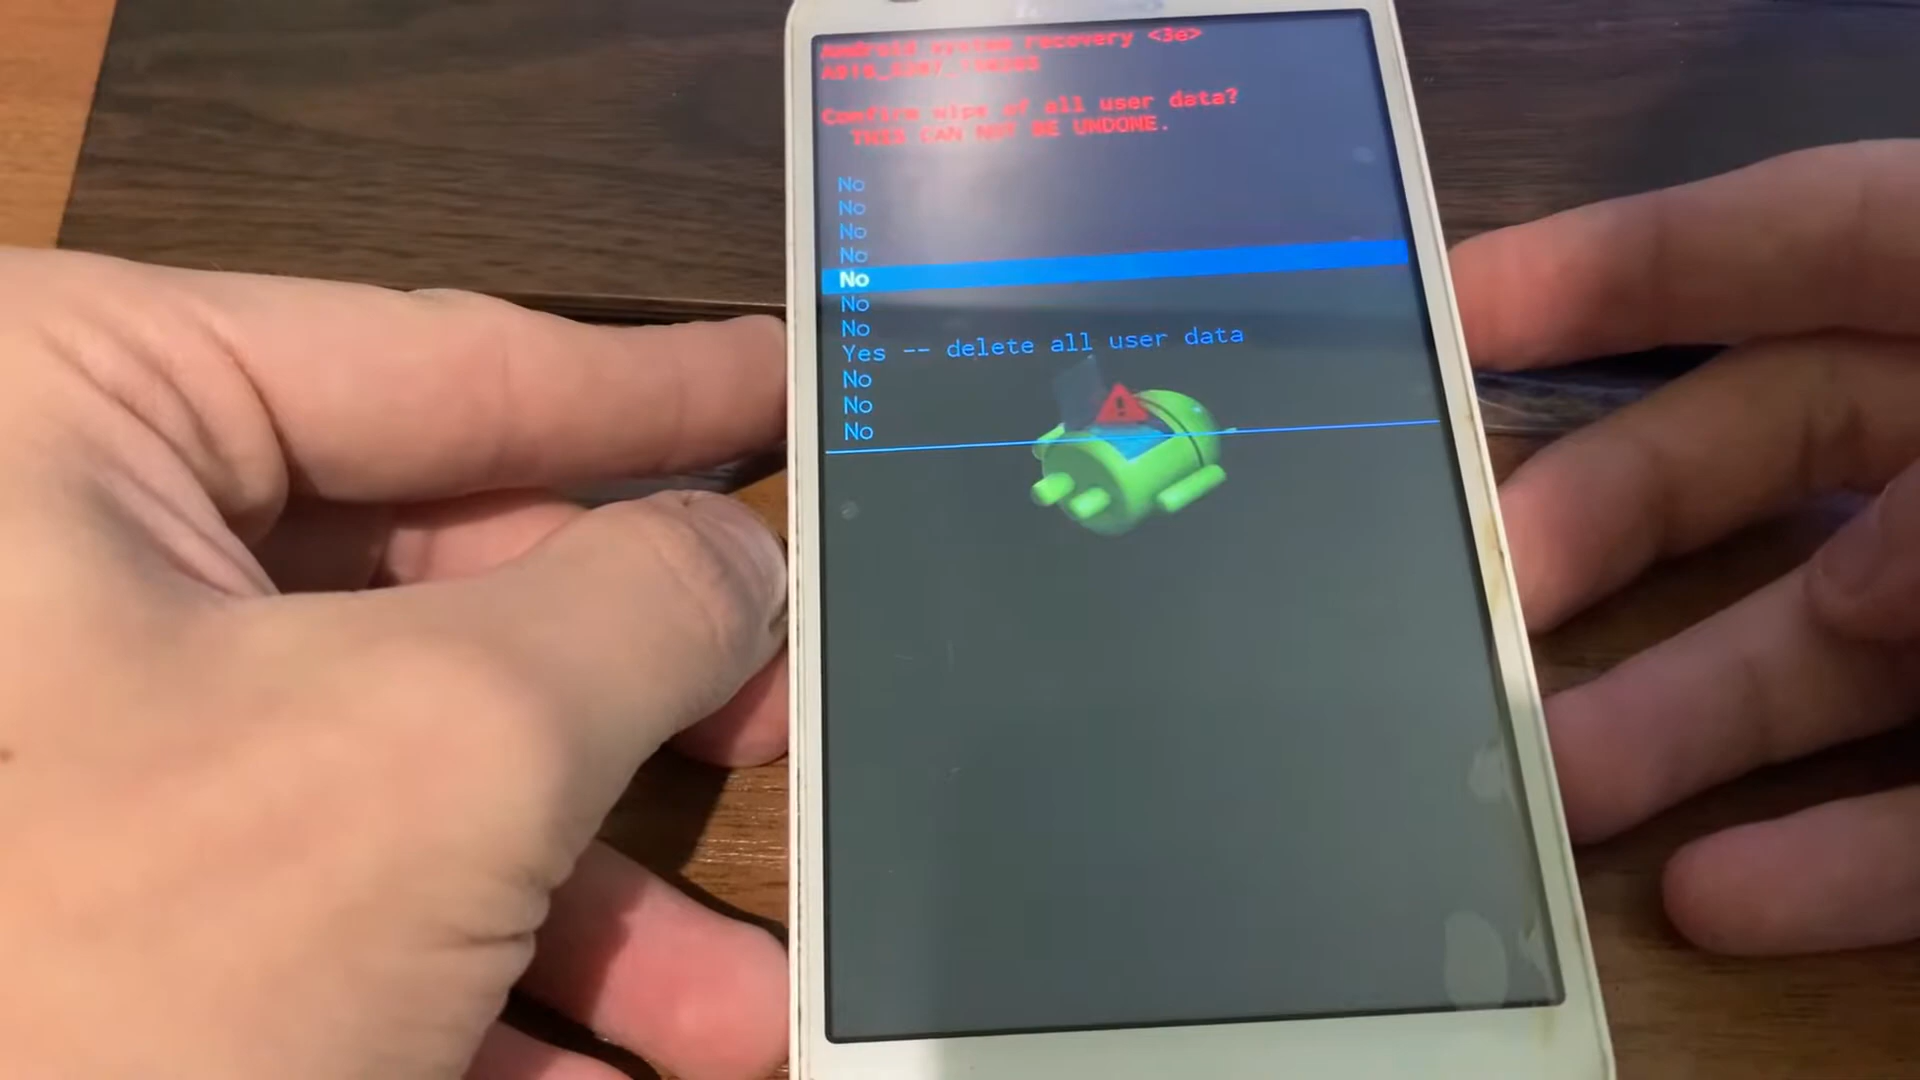 Android system recovery <3e>
Confirm wipe of all user data?
THIS CAN NOT BE UNDONE.
No
No
No
No
No
No
No
Yes -- delete all user data
No
No
No